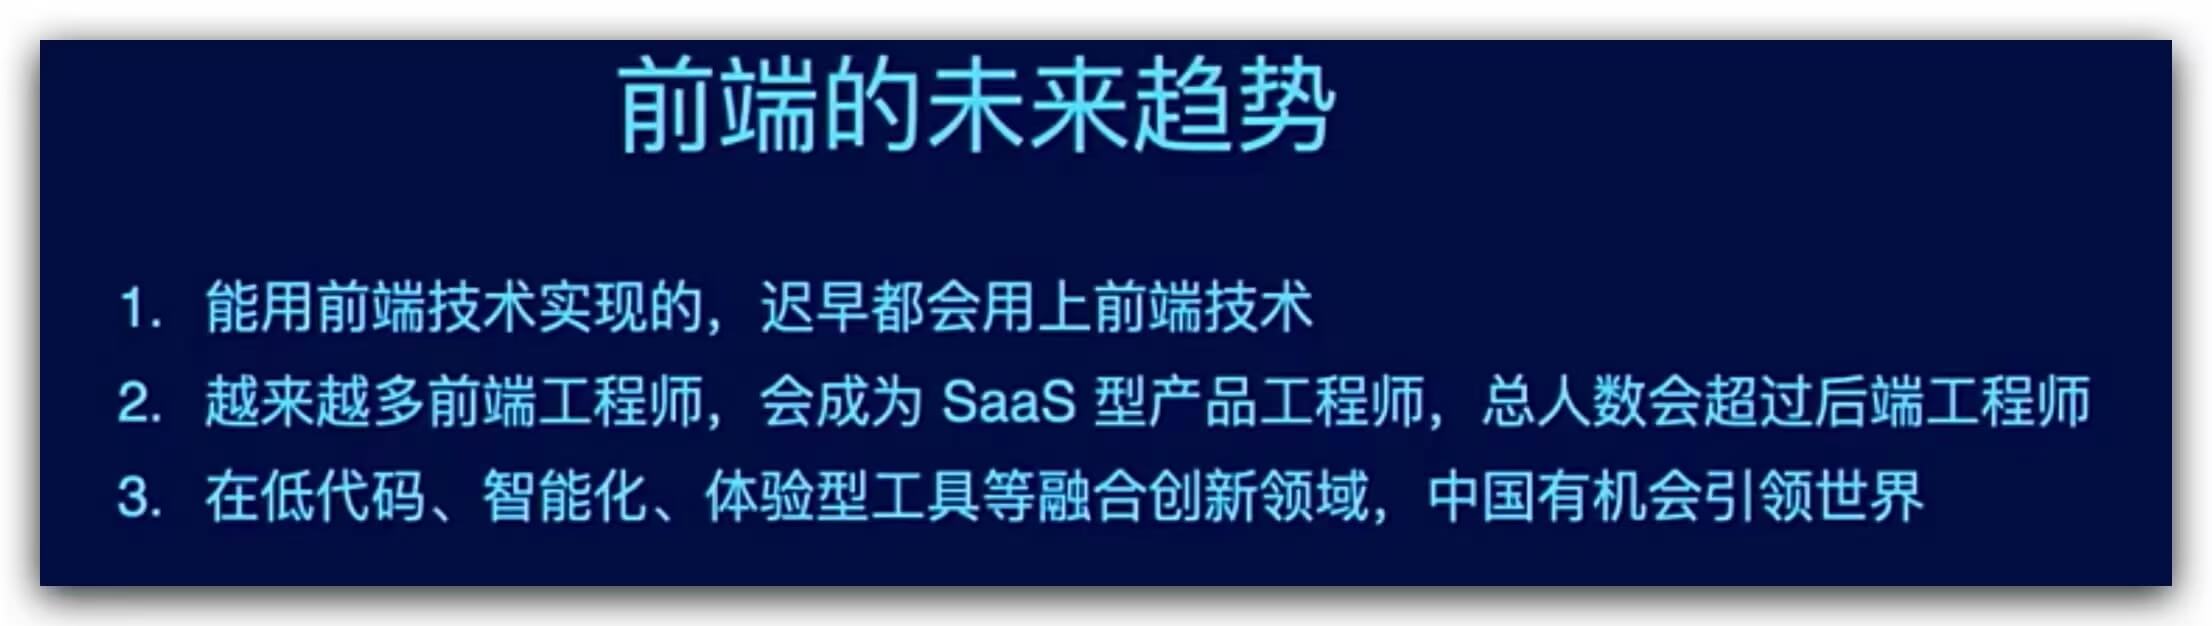 前端的未来趋势
1. 能用前端技术实现的，迟早都会用上前端技术
2. 越来越多前端工程师，会成为 SaaS 型产品工程师，总人数会超过后端工程师
3. 在低代码、智能化、体验型工具等融合创新领域，中国有机会引领世界